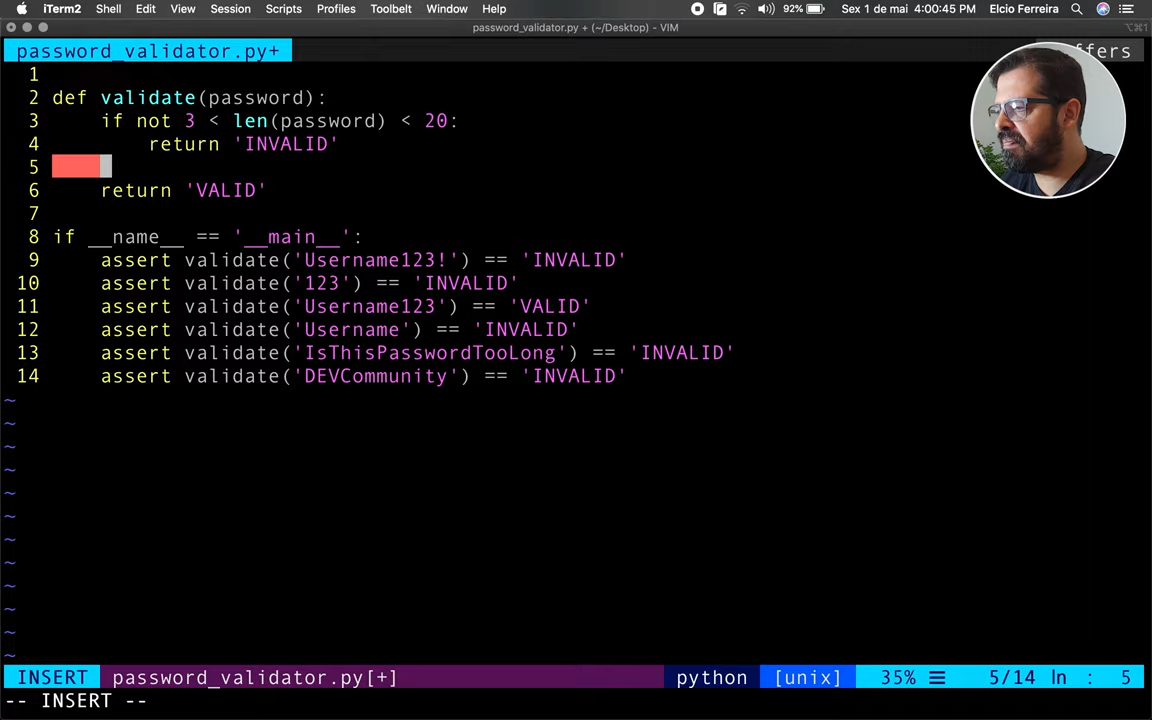 iTerm2 Shell Edit View Session Scripts Profiles Toolbelt Window Help 92% Sex 1 de mai 4:00:45 PM Elcio Ferreira
password_validator.py + (~/Desktop) - VIM ⌥⌘1
password_validator.py+
1
2 def validate(password):
3 if not 3 < len(password) < 20:
4 return 'INVALID'
5
6 return 'VALID'
7
8 if __name__ == '__main__':
9 assert validate('Username123!') == 'INVALID'
10 assert validate('123') == 'INVALID'
11 assert validate('Username123') == 'VALID'
12 assert validate('Username') == 'INVALID'
13 assert validate('IsThisPasswordTooLong') == 'INVALID'
14 assert validate('DEVCommunity') == 'INVALID'
~
~
~
~
~
~
~
~
~
~
~
~
INSERT password_validator.py[+] python [unix] 35% ☰ 5/14 ln : 5
-- INSERT --